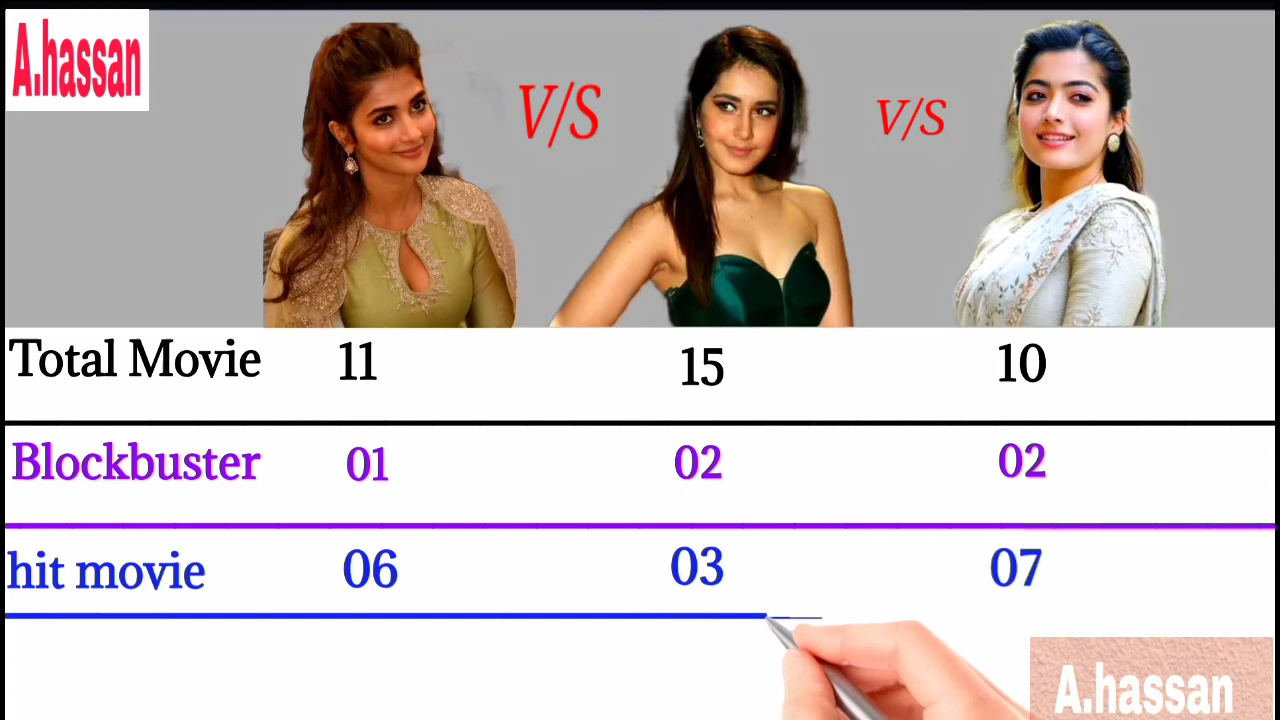 A.hassan
V/S
V/S
Total Movie 11 15 10
Blockbuster 01 02 02
hit movie 06 03 07
A.hassan